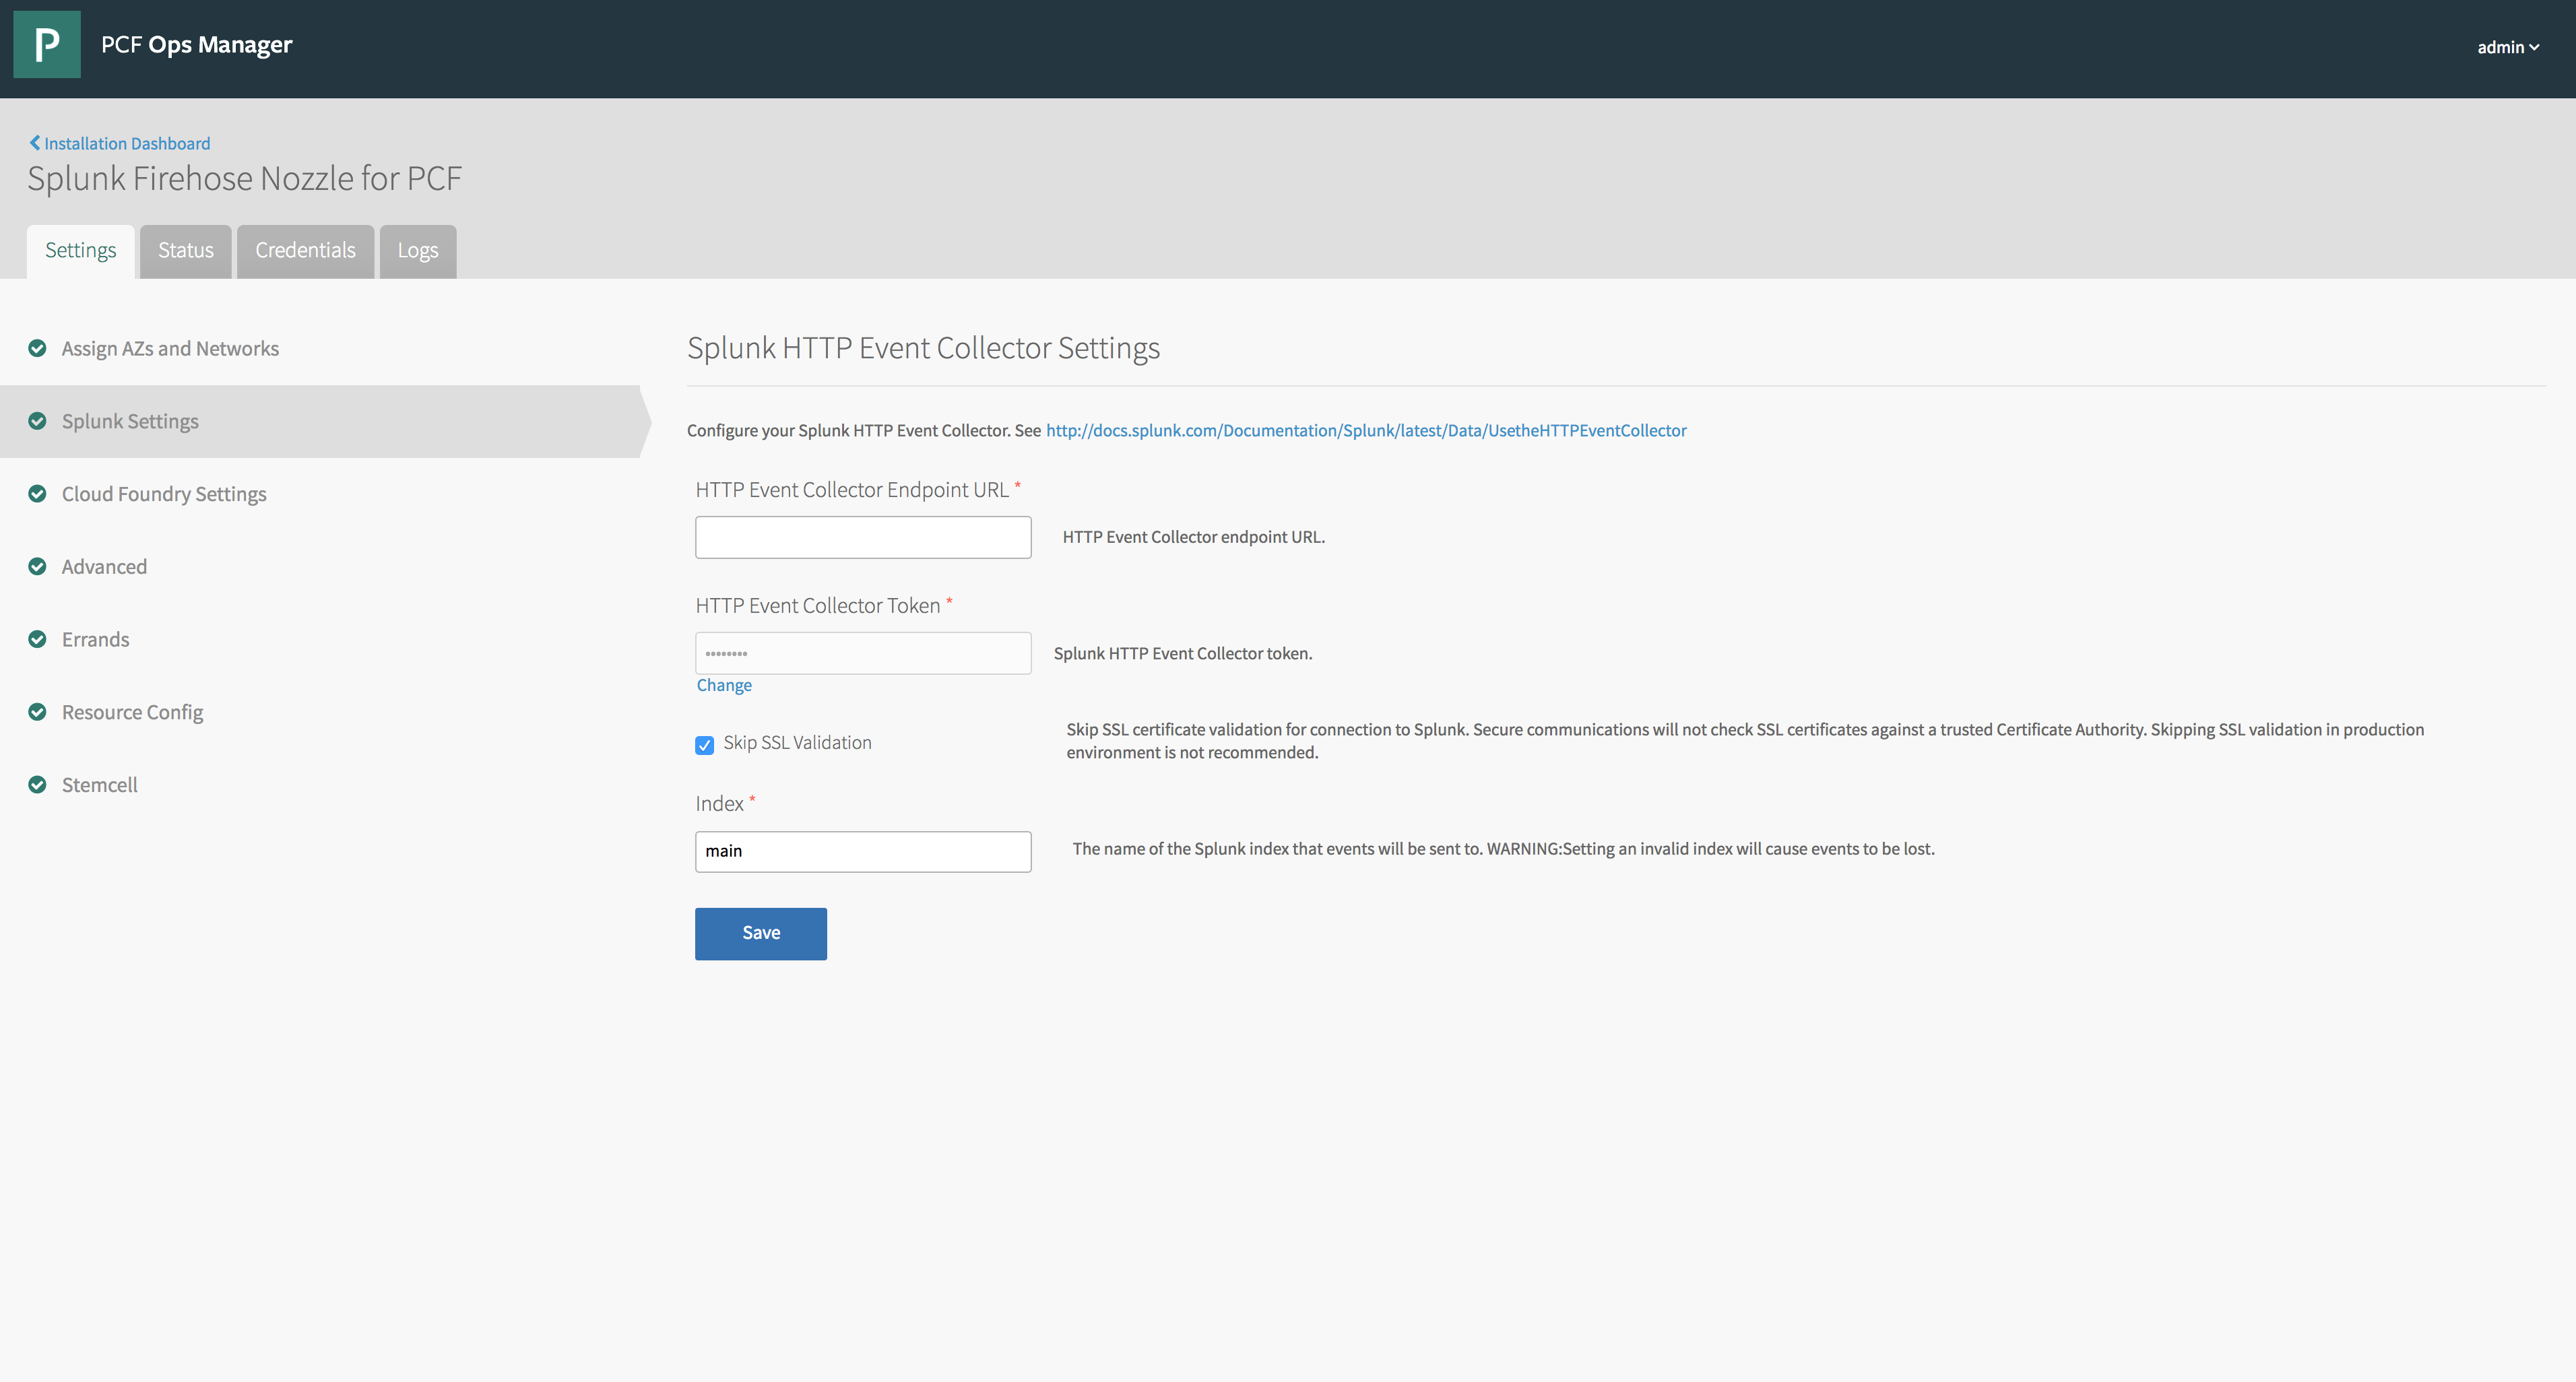 P
PCF Ops Manager
admin
Installation Dashboard
Splunk Firehose Nozzle for PCF
Settings
Status
Credentials
Logs
Assign AZs and Networks
Splunk Settings
Cloud Foundry Settings
Advanced
Errands
Resource Config
Stemcell
Splunk HTTP Event Collector Settings
Configure your Splunk HTTP Event Collector. See http://docs.splunk.com/Documentation/Splunk/latest/Data/UsetheHTTPEventCollector
HTTP Event Collector Endpoint URL *
HTTP Event Collector endpoint URL.
HTTP Event Collector Token *
••••••••
Splunk HTTP Event Collector token.
Change
Skip SSL Validation
Skip SSL certificate validation for connection to Splunk. Secure communications will not check SSL certificates against a trusted Certificate Authority. Skipping SSL validation in production
environment is not recommended.
Index *
main
The name of the Splunk index that events will be sent to. WARNING:Setting an invalid index will cause events to be lost.
Save